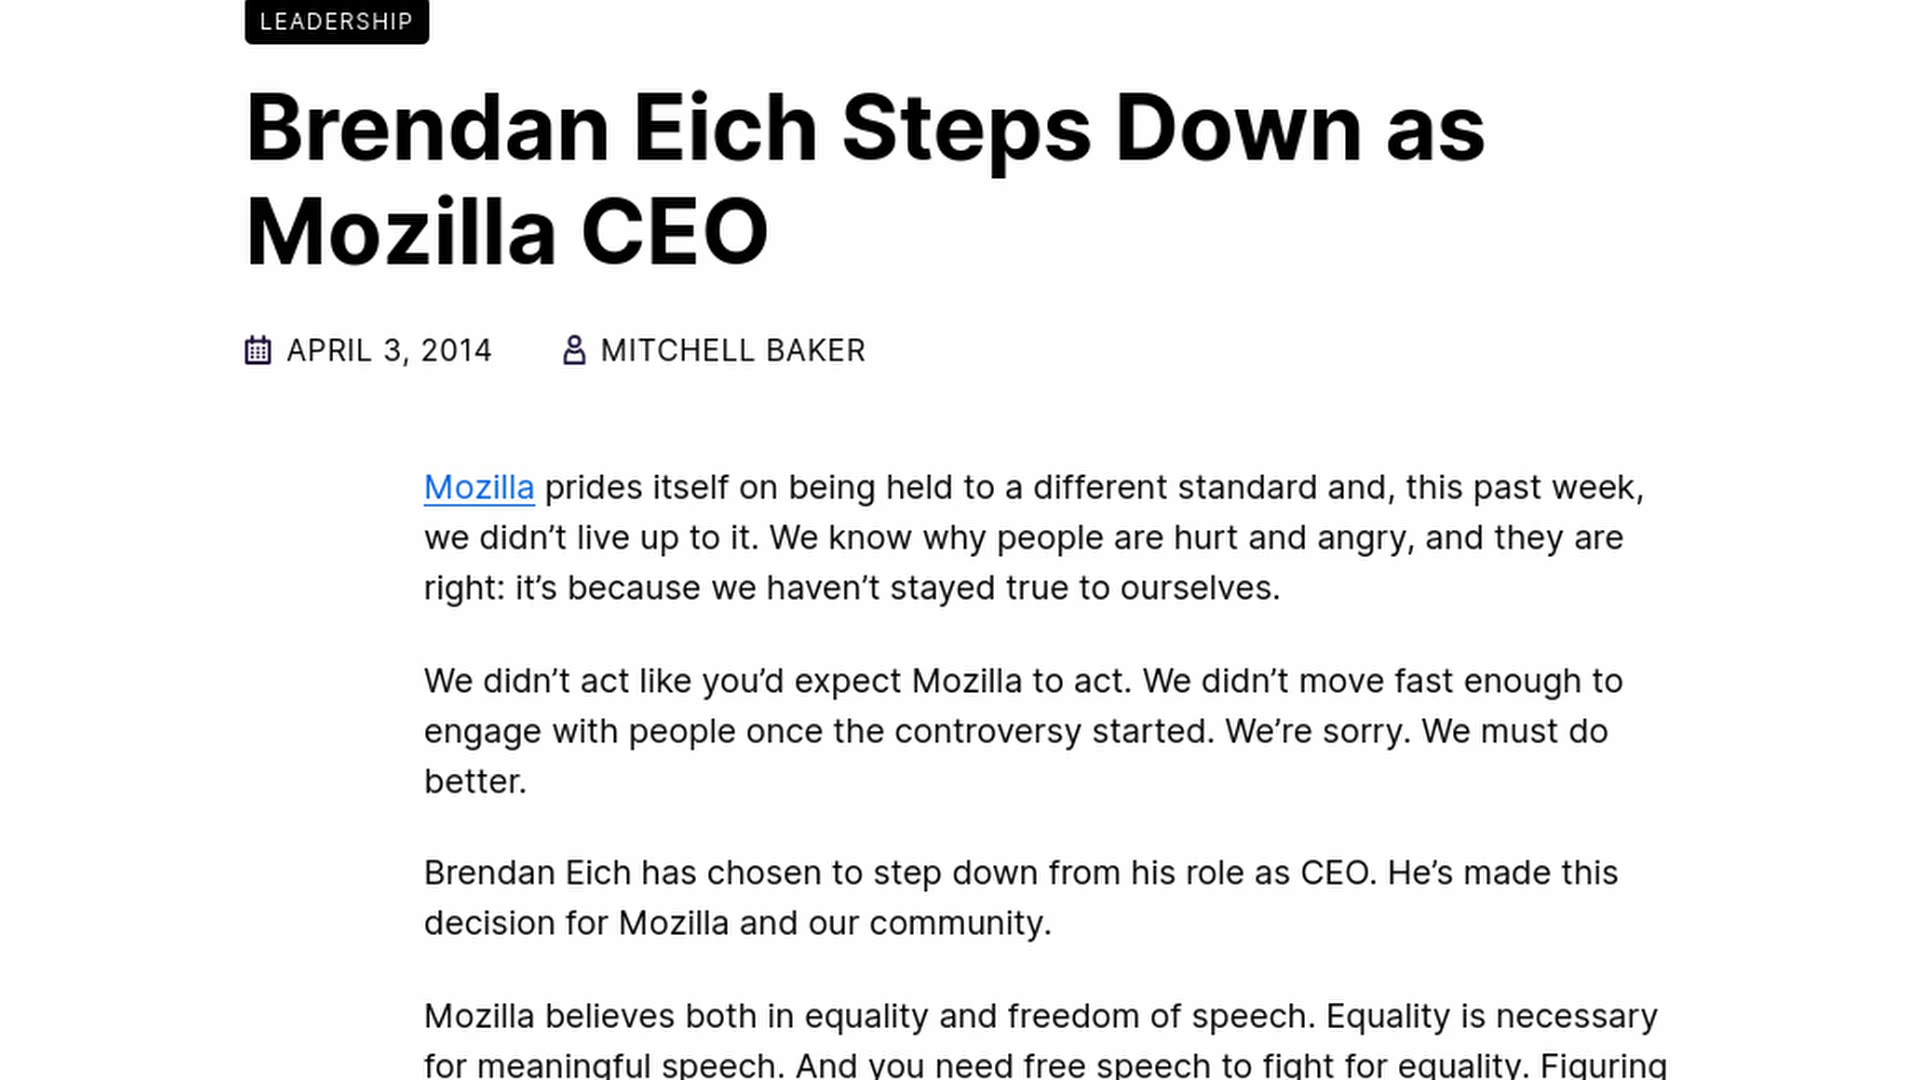 LEADERSHIP
Brendan Eich Steps Down as
Mozilla CEO
APRIL 3, 2014 MITCHELL BAKER
Mozilla prides itself on being held to a different standard and, this past week,
we didn’t live up to it. We know why people are hurt and angry, and they are
right: it’s because we haven’t stayed true to ourselves.
We didn’t act like you’d expect Mozilla to act. We didn’t move fast enough to
engage with people once the controversy started. We’re sorry. We must do
better.
Brendan Eich has chosen to step down from his role as CEO. He’s made this
decision for Mozilla and our community.
Mozilla believes both in equality and freedom of speech. Equality is necessary
for meaningful speech. And you need free speech to fight for equality. Figuring